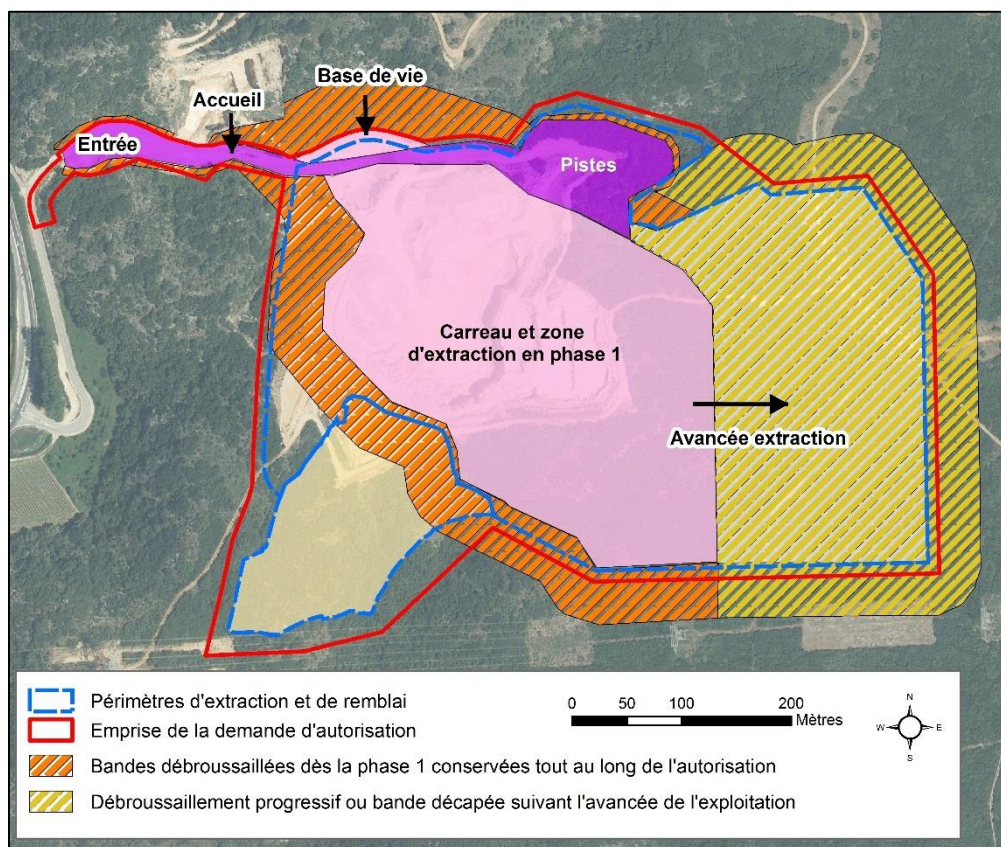 Base de vie
Accueil
Entrée
Pistes
Carreau et zone
d'extraction en phase 1
Avancée extraction
Périmètres d'extraction et de remblai
Emprise de la demande d'autorisation
Bandes débroussaillées dès la phase 1 conservées tout au long de l'autorisation
Débroussaillement progressif ou bande décapée suivant l'avancée de l'exploitation
0 50 100 200
Mètres
N
W E
S